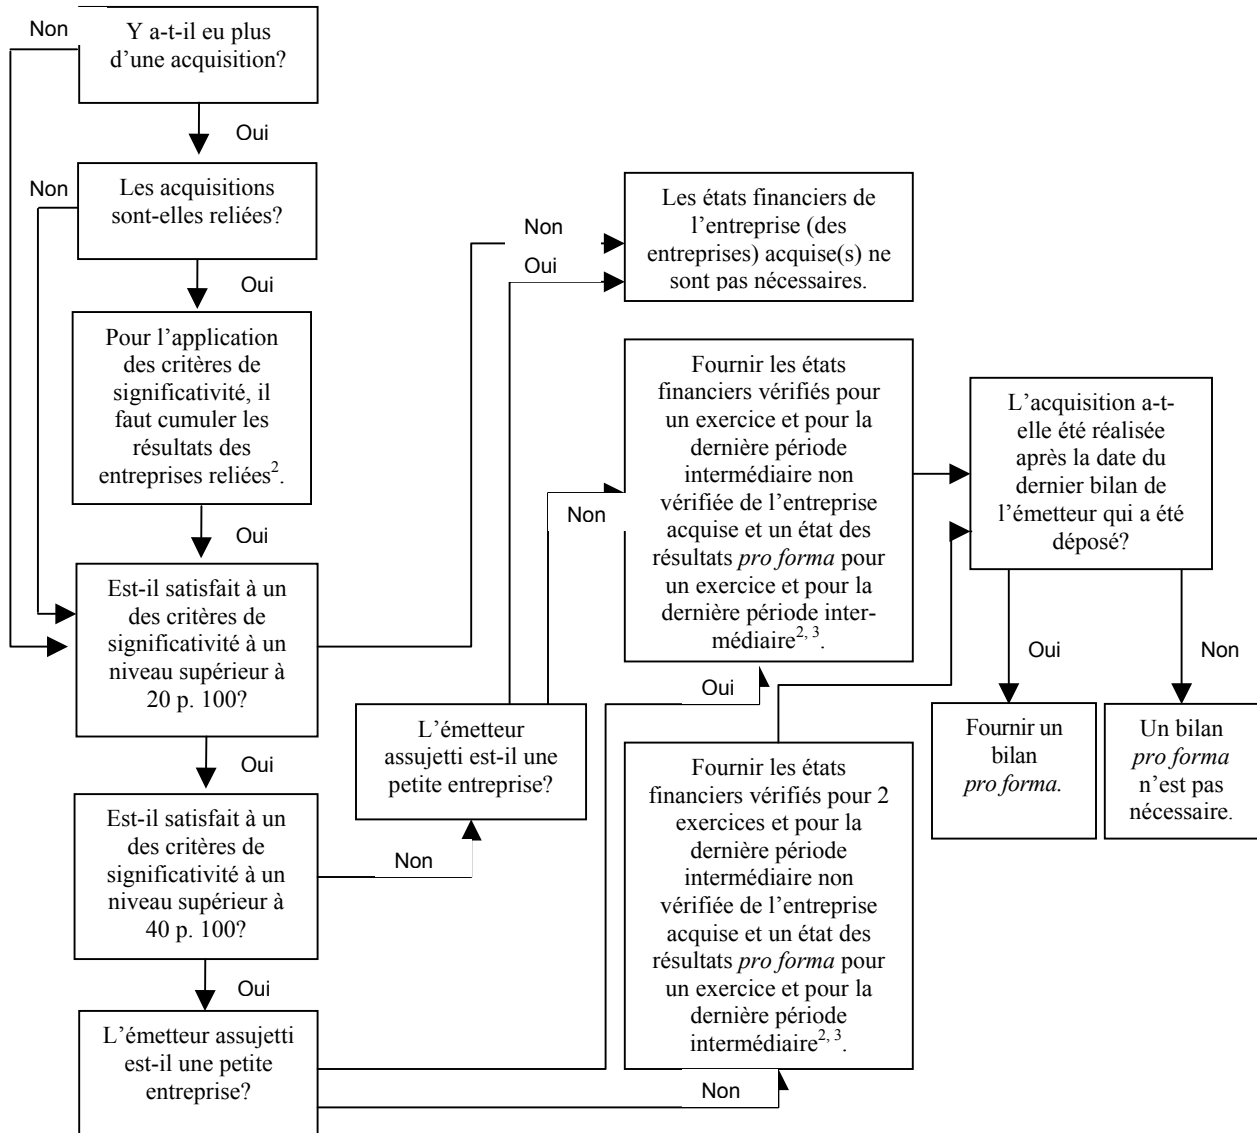 Non
Y a-t-il eu plus
d'une acquisition?
Oui
Non
Les acquisitions
sont-elles reliées?
Oui
Pour l'application
des critères de
significativité, il
faut cumuler les
résultats des
entreprises reliées2.
Oui
Est-il satisfait à un
des critères de
significativité à un
niveau supérieur à
20 p. 100?
Oui
Est-il satisfait à un
des critères de
significativité à un
niveau supérieur à
40 p. 100?
Non
Oui
L'émetteur assujetti
est-il une petite
entreprise?
L'émetteur
assujetti est-il une
petite entreprise?
Non
Oui
Les états financiers de
l'entreprise (des
entreprises) acquise(s) ne
sont pas nécessaires.
Non
Fournir les états
financiers vérifiés pour
un exercice et pour la
dernière période
intermédiaire non
vérifiée de l'entreprise
acquise et un état des
résultats pro forma pour
un exercice et pour la
dernière période inter-
médiaire2, 3.
Oui
Fournir les états
financiers vérifiés pour 2
exercices et pour la
dernière période
intermédiaire non
vérifiée de l'entreprise
acquise et un état des
résultats pro forma pour
un exercice et pour la
dernière période
intermédiaire2, 3.
Non
L'acquisition a-t-
elle été réalisée
après la date du
dernier bilan de
l'émetteur qui a été
déposé?
Oui
Non
Fournir un
bilan
pro forma.
Un bilan
pro forma
n'est pas
nécessaire.